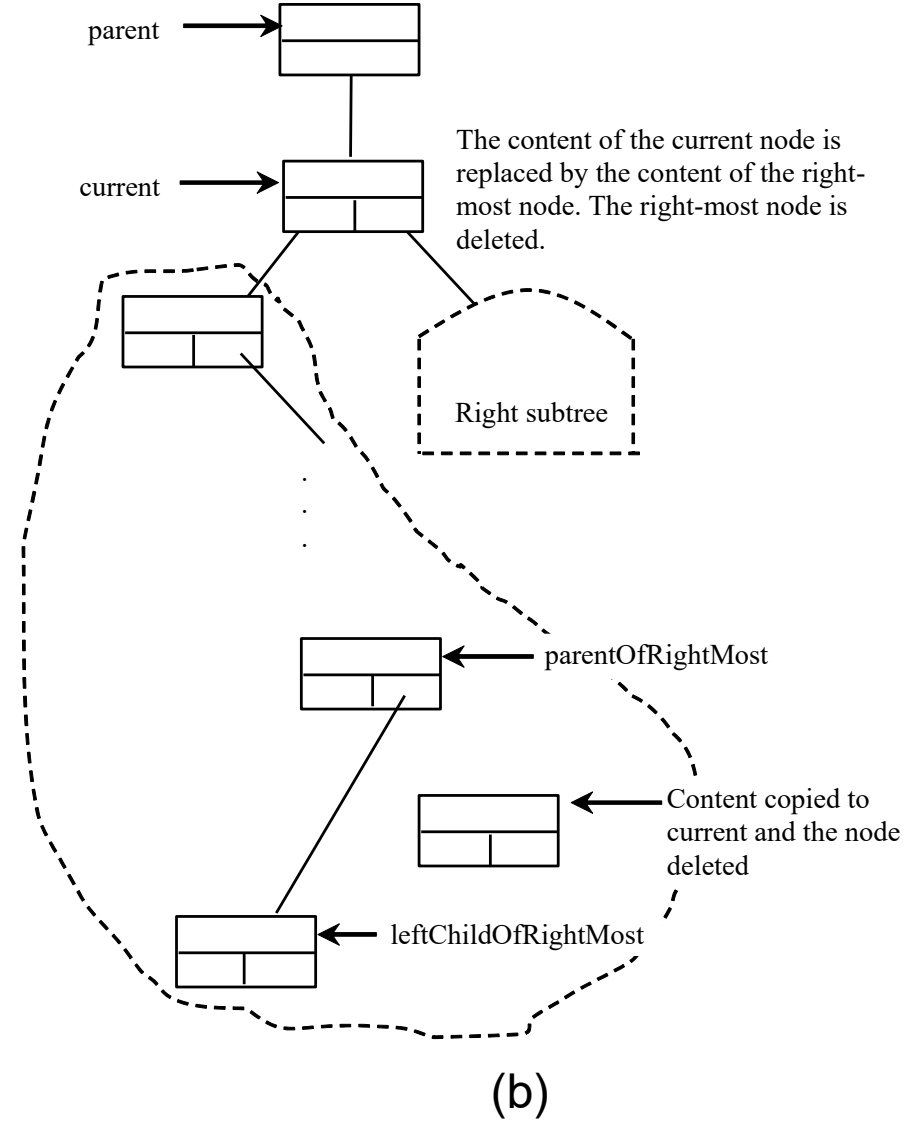 parent
The content of the current node is
replaced by the content of the right-
most node. The right-most node is
deleted.
current
Right subtree
.
.
.
parentOfRightMost
Content copied to
current and the node
deleted
leftChildOfRightMost
(b)